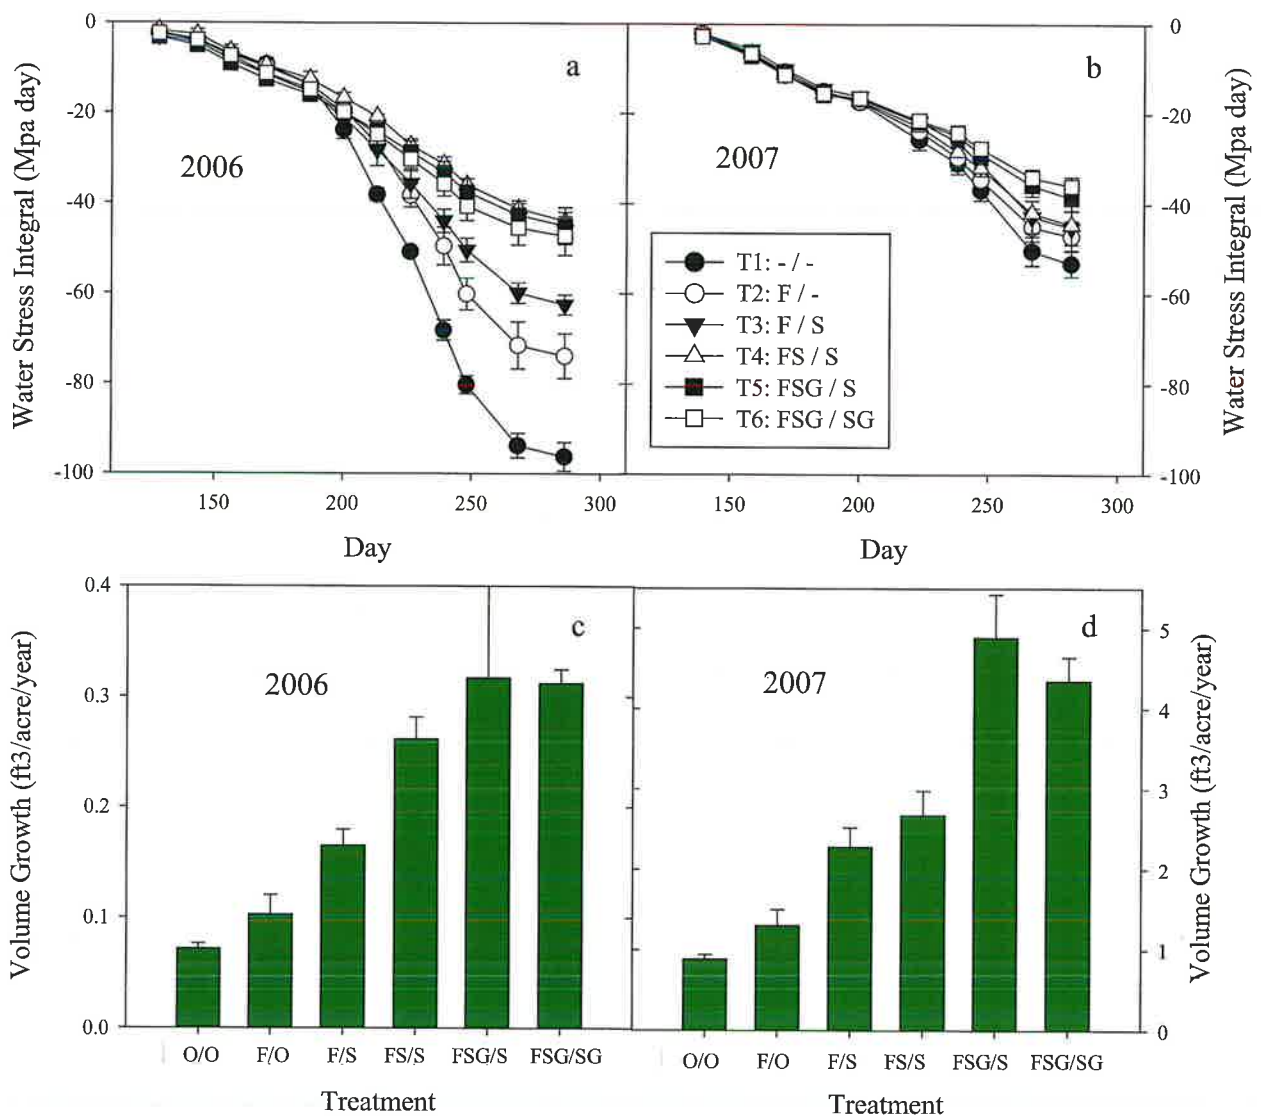 0
-20
-40
-60
-80
-100
Water Stress Integral (Mpa day)
a
2006
150
200
250
300
Day
b
2007
0
-20
-40
-60
-80
-100
Water Stress Integral (Mpa day)
150
200
250
300
Day
T1: - / -
T2: F / -
T3: F / S
T4: FS / S
T5: FSG / S
T6: FSG / SG
0.4
0.3
0.2
0.1
0.0
Volume Growth (ft3/acre/year)
c
2006
O/O
F/O
F/S
FS/S
FSG/S
FSG/SG
Treatment
d
2007
5
4
3
2
1
0
Volume Growth (ft3/acre/year)
O/O
F/O
F/S
FS/S
FSG/S
FSG/SG
Treatment